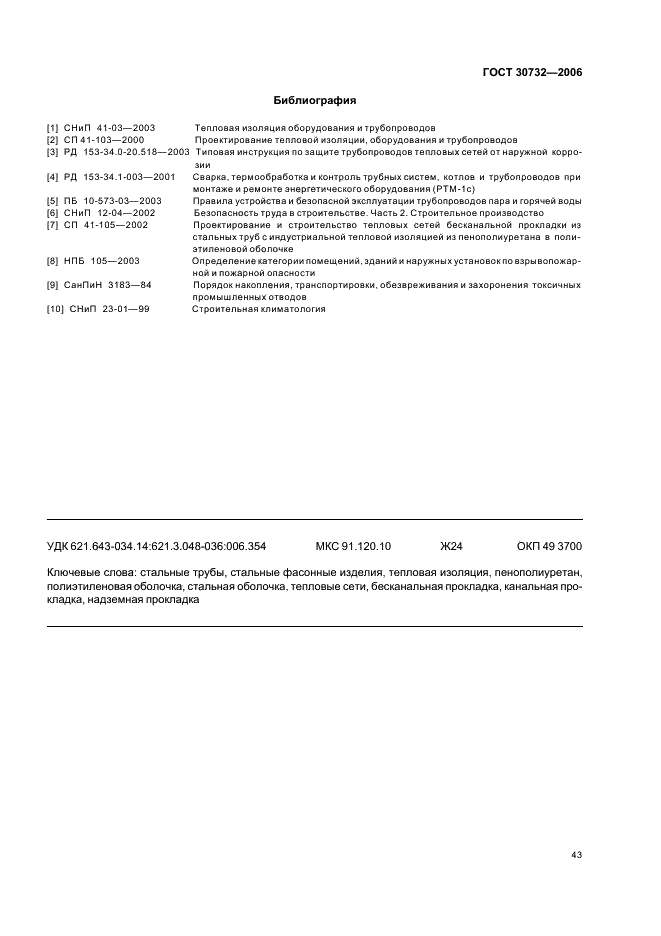 ГОСТ 30732—2006
Библиография
[1] СНиП 41-03—2003 Тепловая изоляция оборудования и трубопроводов
[2] СП 41-103—2000 Проектирование тепловой изоляции, оборудования и трубопроводов
[3] РД 153-34.0-20.518—2003 Типовая инструкция по защите трубопроводов тепловых сетей от наружной корро-
зии
[4] РД 153-34.1-003—2001 Сварка, термообработка и контроль трубных систем, котлов и трубопроводов при
монтаже и ремонте энергетического оборудования (РТМ-1с)
[5] ПБ 10-573-03—2003 Правила устройства и безопасной эксплуатации трубопроводов пара и горячей воды
[6] СНиП 12-04—2002 Безопасность труда в строительстве. Часть 2. Строительное производство
[7] СП 41-105—2002 Проектирование и строительство тепловых сетей бесканальной прокладки из
стальных труб с индустриальной тепловой изоляцией из пенополиуретана в поли-
этиленовой оболочке
[8] НПБ 105—2003 Определение категории помещений, зданий и наружных установок по взрывопожар-
ной и пожарной опасности
[9] СанПиН 3183—84 Порядок накопления, транспортировки, обезвреживания и захоронения токсичных
промышленных отводов
[10] СНиП 23-01—99 Строительная климатология
УДК 621.643-034.14:621.3.048-036:006.354 МКС 91.120.10 Ж24 ОКП 49 3700
Ключевые слова: стальные трубы, стальные фасонные изделия, тепловая изоляция, пенополиуретан,
полиэтиленовая оболочка, стальная оболочка, тепловые сети, бесканальная прокладка, канальная про-
кладка, надземная прокладка
43